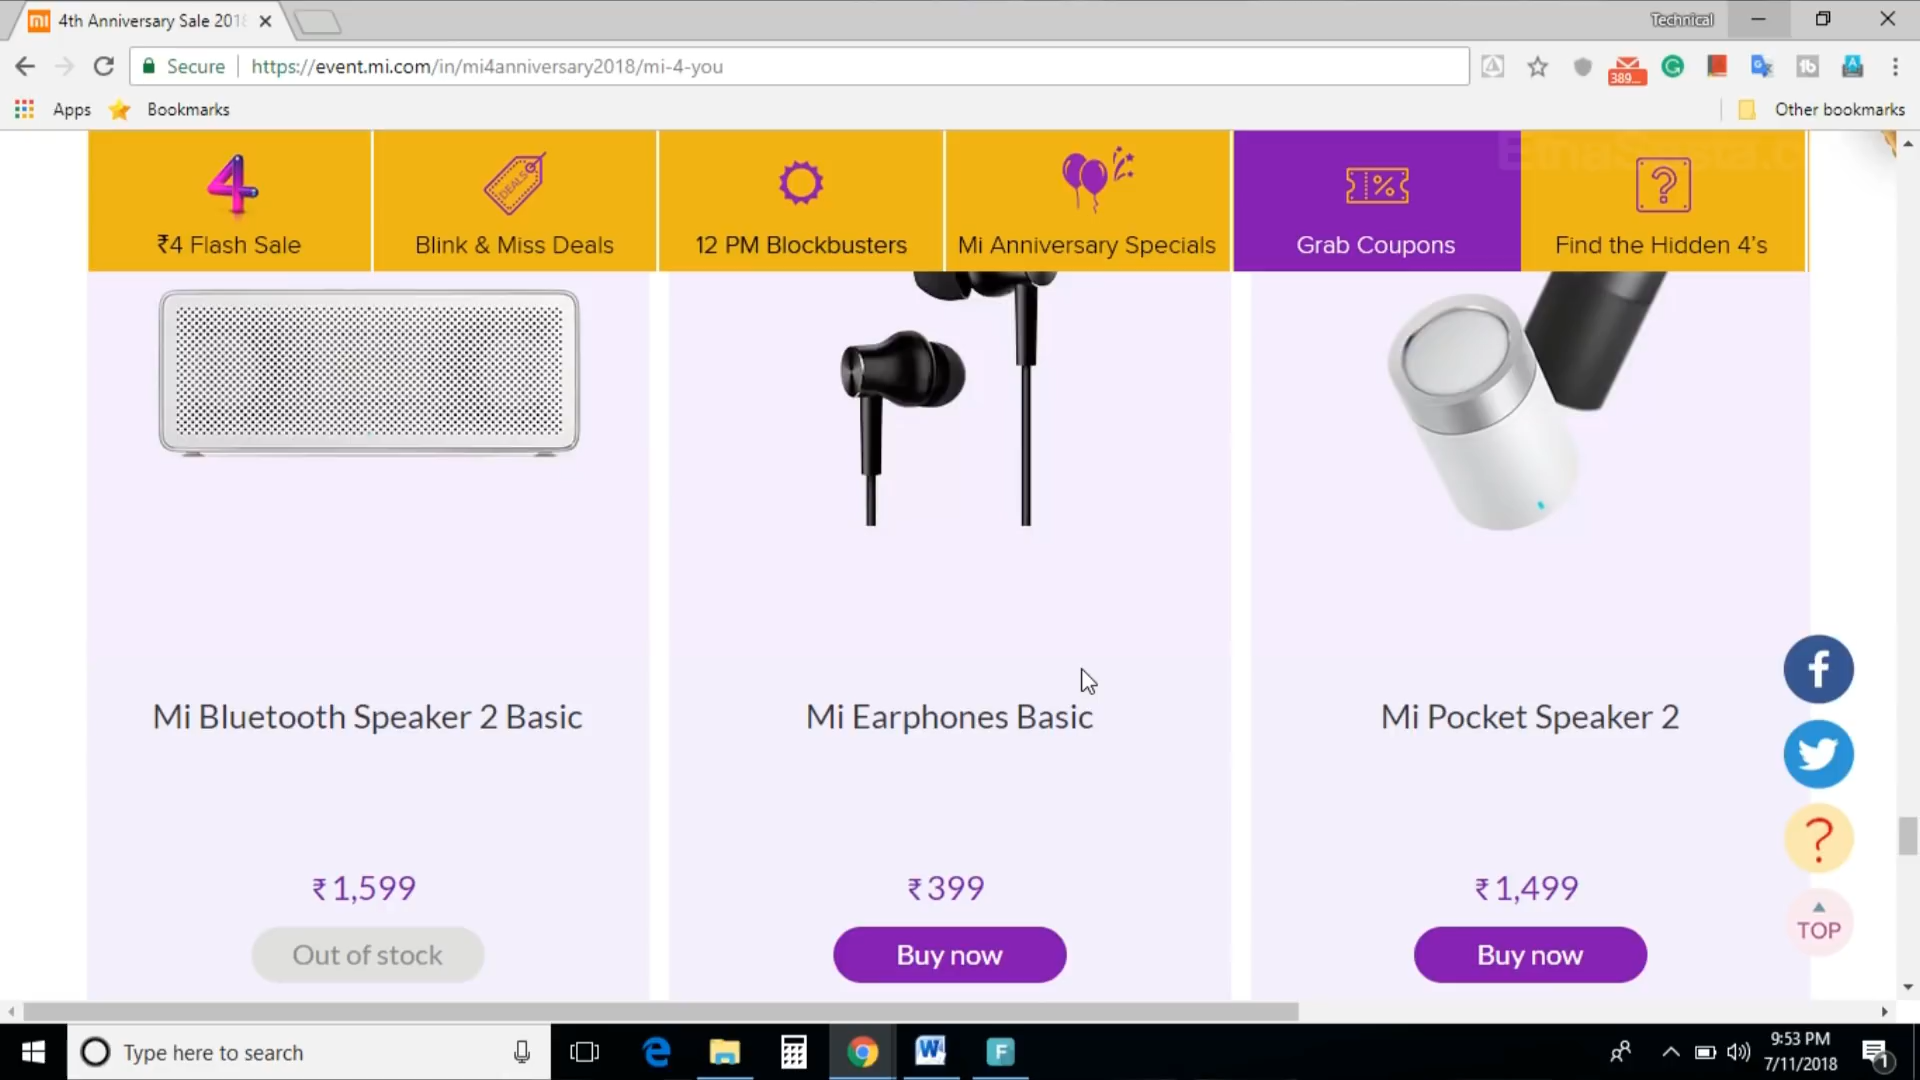 4th Anniversary Sale 201
Technical
Secure
https://event.mi.com/in/mi4anniversary2018/mi-4-you
389...
Apps
Bookmarks
Other bookmarks
₹4 Flash Sale
DEALS
Blink & Miss Deals
12 PM Blockbusters
Mi Anniversary Specials
%
Grab Coupons
?
Find the Hidden 4's
Mi Bluetooth Speaker 2 Basic
Mi Earphones Basic
Mi Pocket Speaker 2
₹1,599
₹399
₹1,499
Out of stock
Buy now
Buy now
?
TOP
Type here to search
9:53 PM
7/11/2018
1